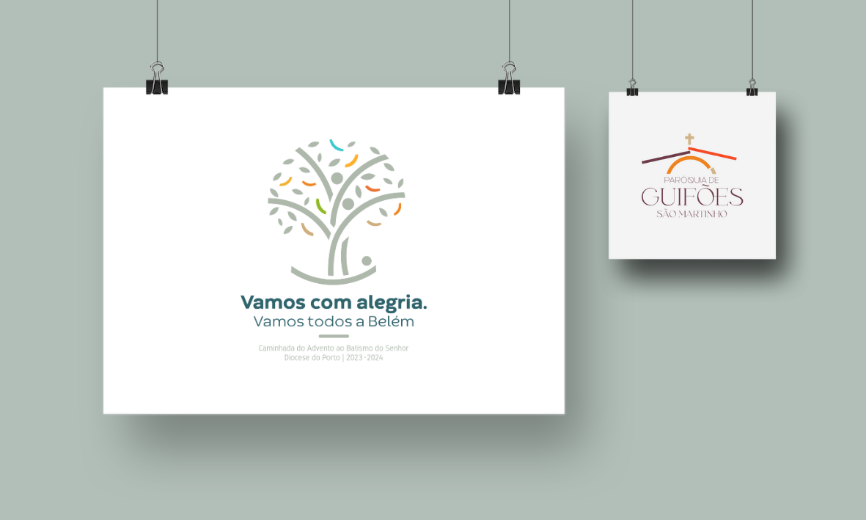 Vamos com alegria.
Vamos todos a Belém
Caminhada do Advento ao Batismo do Senhor
Diocese do Porto | 2023-2024
PARÓQUIA DE
GUIFÕES
SÃO MARTINHO